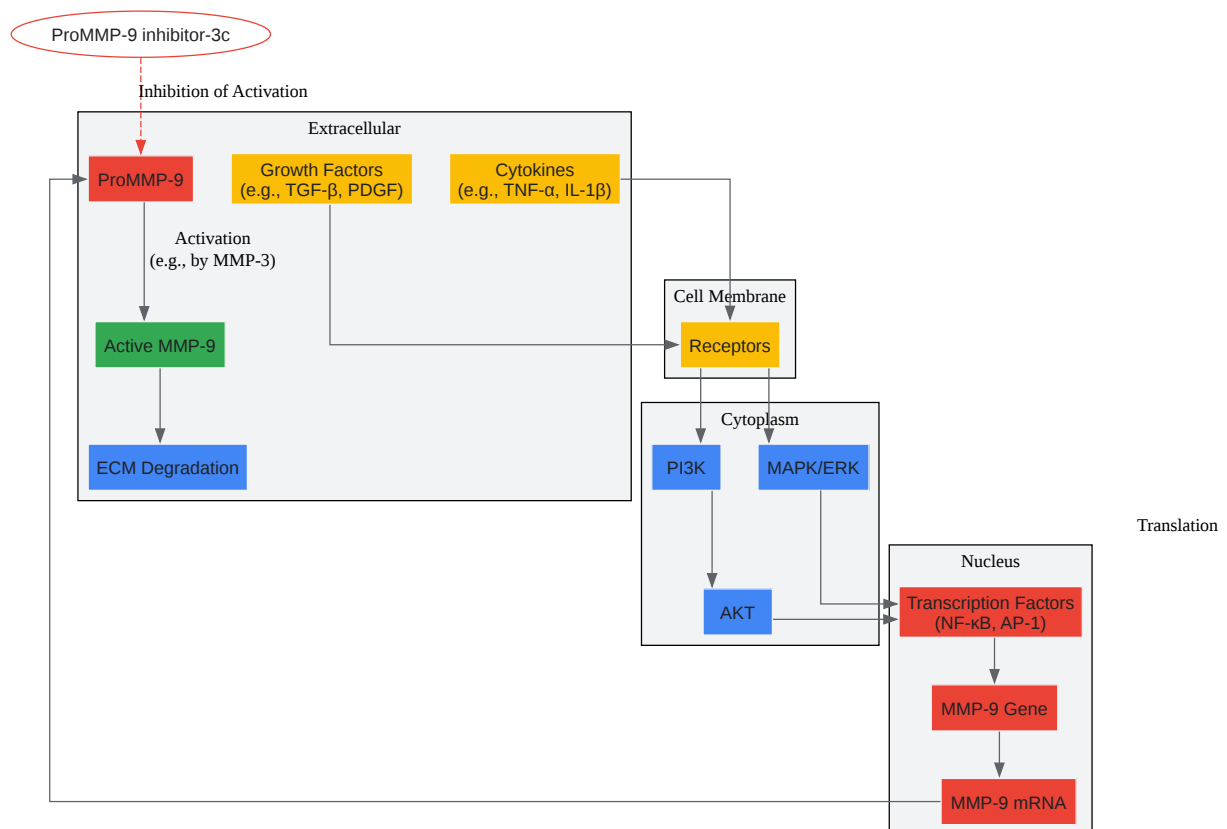 ProMMP-9 inhibitor-3c
Inhibition of Activation
Extracellular
ProMMP-9
Growth Factors
(e.g., TGF-β, PDGF)
Cytokines
(e.g., TNF-α, IL-1β)
Activation
(e.g., by MMP-3)
Cell Membrane
Active MMP-9
Receptors
Cytoplasm
ECM Degradation
PI3K
MAPK/ERK
Translation
Nucleus
Transcription Factors
(NF-κB, AP-1)
AKT
MMP-9 Gene
MMP-9 mRNA